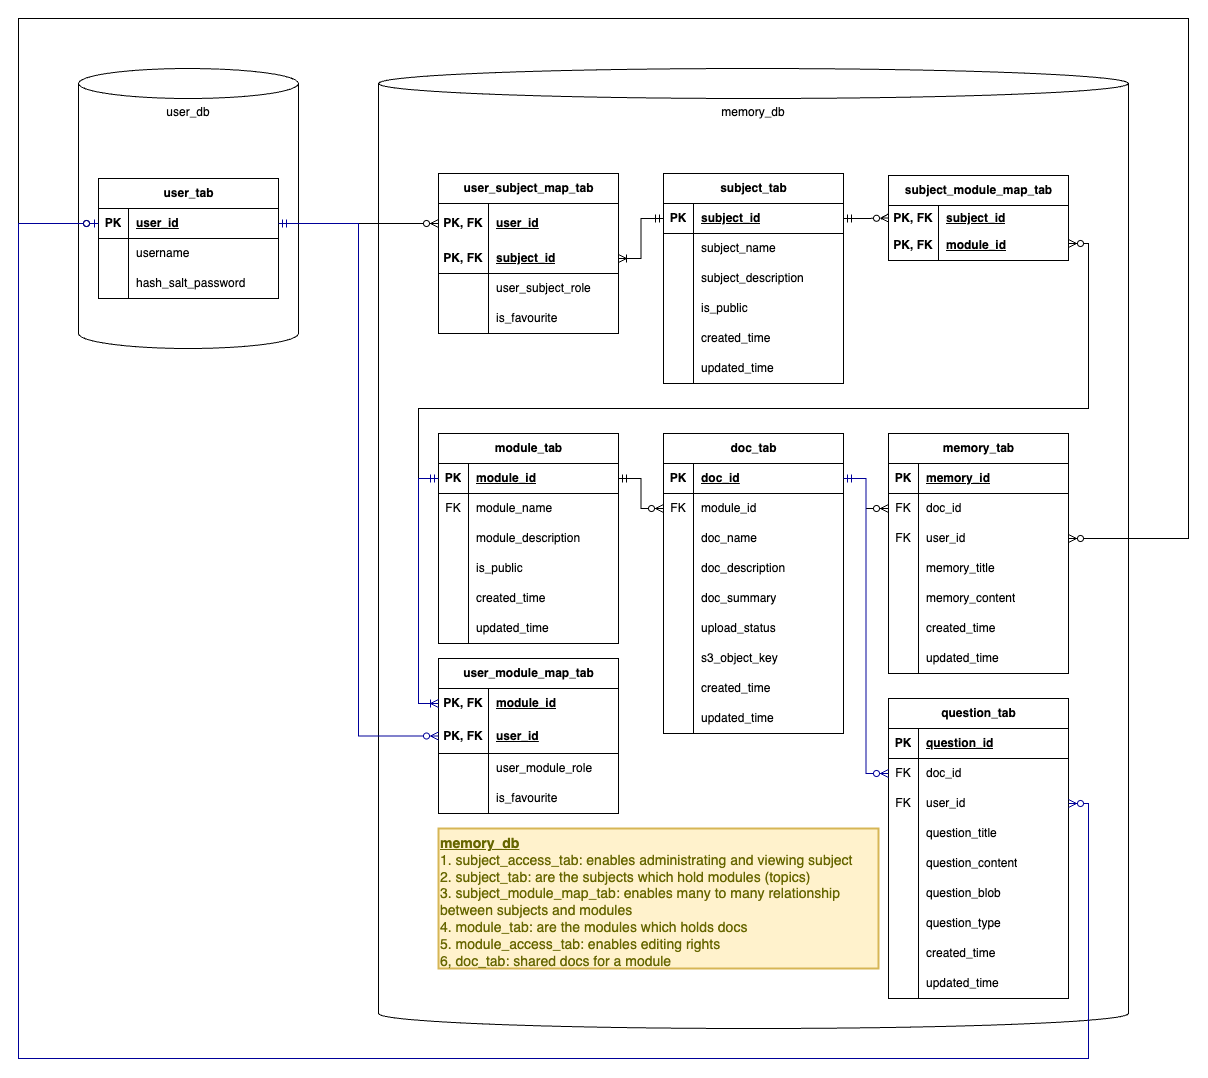 user_db
memory_db
user_tab
PK user_id
username
hash_salt_password
user_subject_map_tab
PK, FK user_id
PK, FK subject_id
user_subject_role
is_favourite
subject_tab
PK subject_id
subject_name
subject_description
is_public
created_time
updated_time
subject_module_map_tab
PK, FK subject_id
PK, FK module_id
module_tab
PK module_id
FK module_name
module_description
is_public
created_time
updated_time
doc_tab
PK doc_id
FK module_id
doc_name
doc_description
doc_summary
upload_status
s3_object_key
created_time
updated_time
memory_tab
PK memory_id
FK doc_id
FK user_id
memory_title
memory_content
created_time
updated_time
user_module_map_tab
PK, FK module_id
PK, FK user_id
user_module_role
is_favourite
question_tab
PK question_id
FK doc_id
FK user_id
question_title
question_content
question_blob
question_type
created_time
updated_time
memory_db
1. subject_access_tab: enables administrating and viewing subject
2. subject_tab: are the subjects which hold modules (topics)
3. subject_module_map_tab: enables many to many relationship
between subjects and modules
4. module_tab: are the modules which holds docs
5. module_access_tab: enables editing rights
6, doc_tab: shared docs for a module